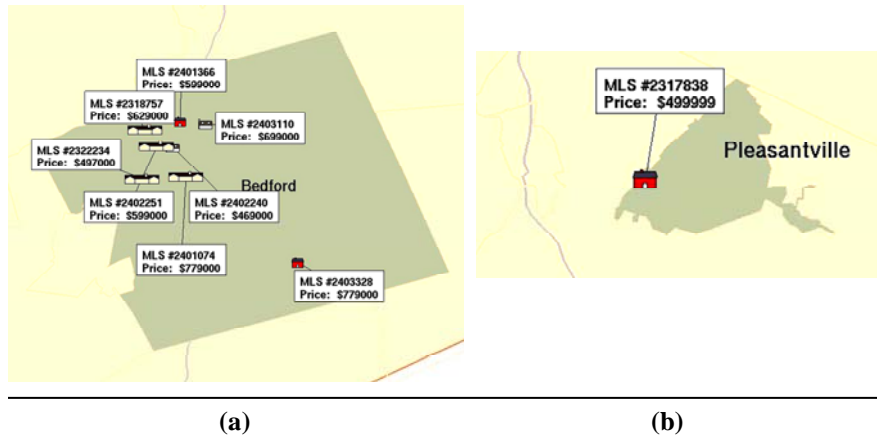 MLS #2401366
Price: $599000
MLS #2318757
Price: $629000
MLS #2403110
Price: $699000
MLS #2322234
Price: $497000
Bedford
MLS #2402251
Price: $599000
MLS #2402240
Price: $469000
MLS #2401074
Price: $779000
MLS #2403328
Price: $779000
MLS #2317838
Price: $499999
Pleasantville
(a)
(b)